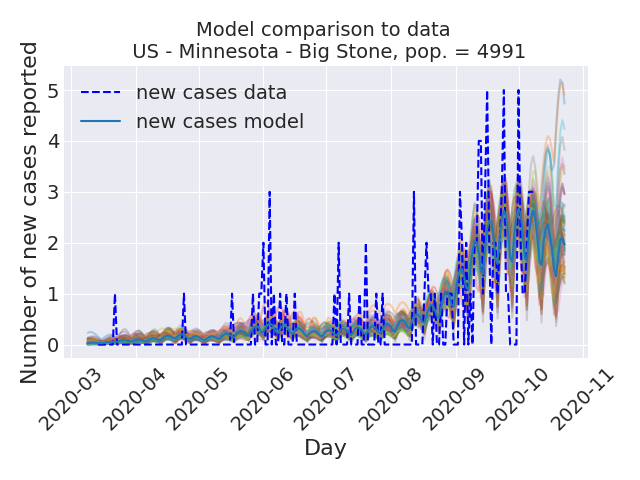 Model comparison to data
US - Minnesota - Big Stone, pop. = 4991
new cases data
new cases model
Number of new cases reported
5
4
3
2
1
0
2020-03
2020-04
2020-05
2020-06
2020-07
2020-08
2020-09
2020-10
2020-11
Day